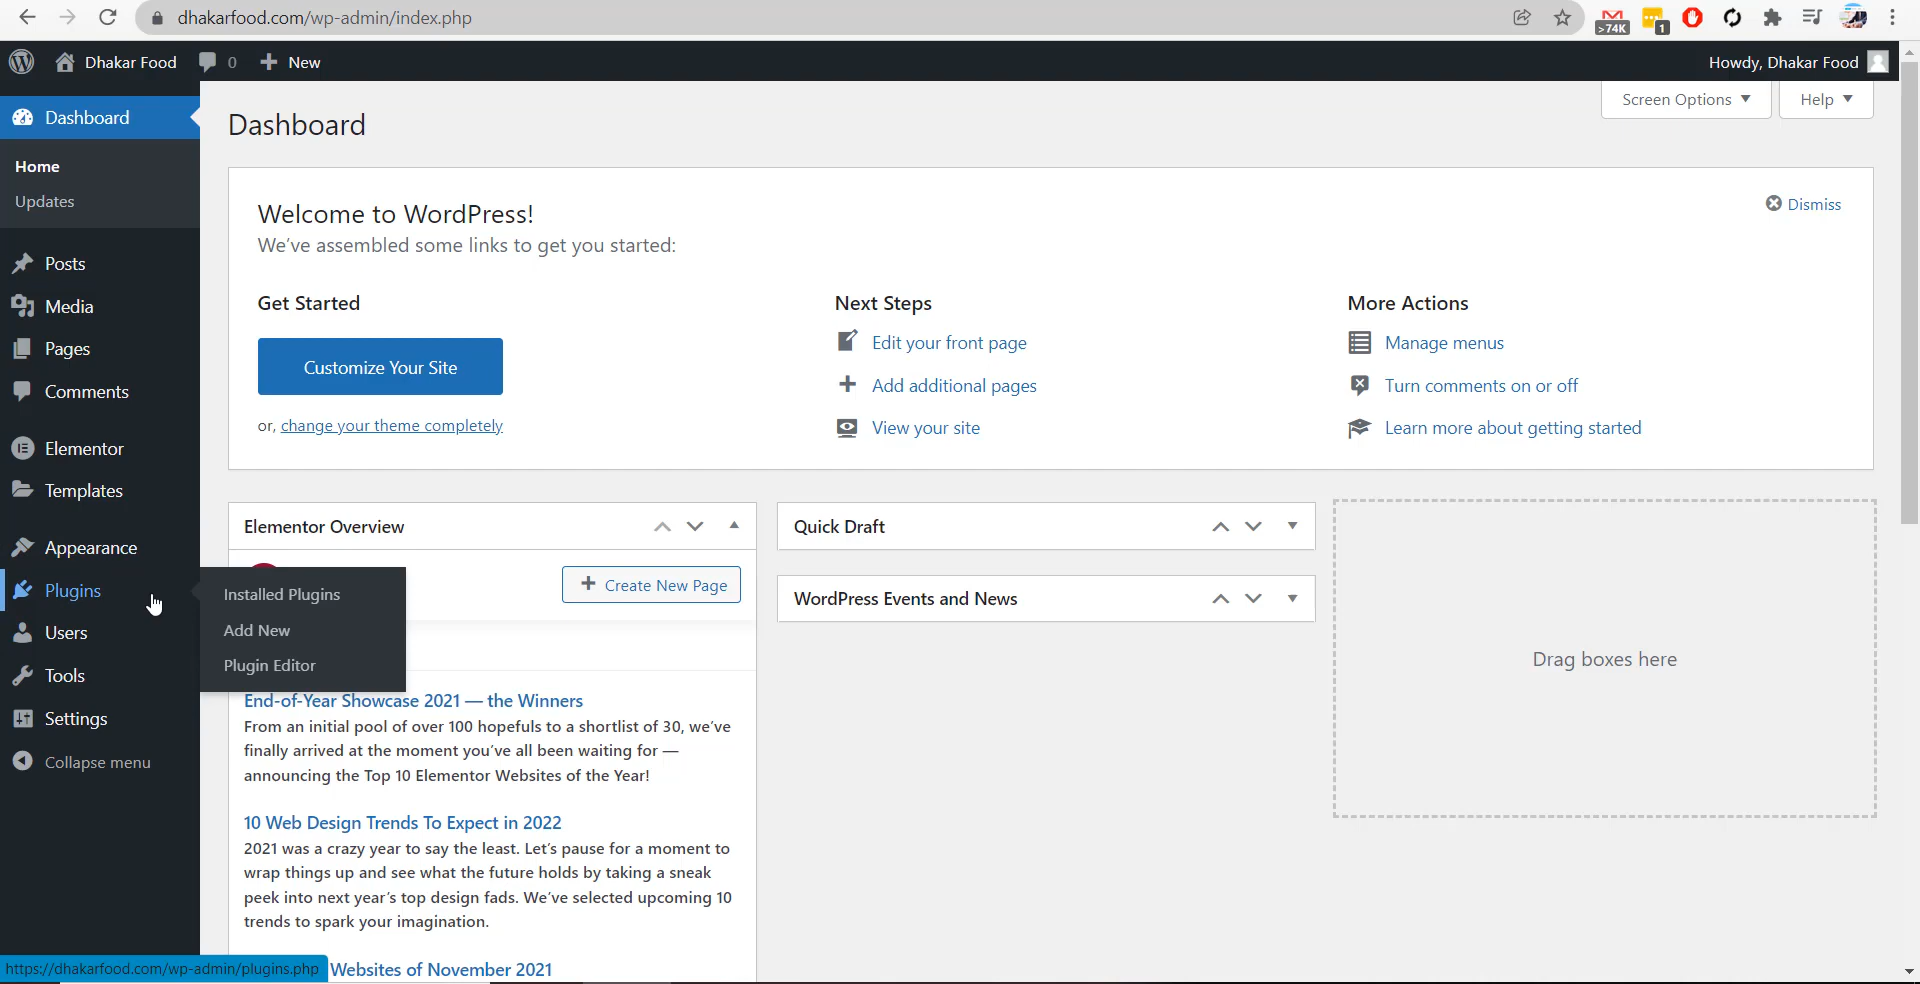 dhakarfood.com/wp-admin/index.php
>74K
1
Dhakar Food
0
New
Howdy, Dhakar Food
Dashboard
Home
Updates
Posts
Media
Pages
Comments
Elementor
Templates
Appearance
Plugins
Users
Tools
Settings
Collapse menu
Installed Plugins
Add New
Plugin Editor
Screen Options
Help
Dashboard
Welcome to WordPress!
We've assembled some links to get you started:
Dismiss
Get Started
Customize Your Site
or, change your theme completely
Next Steps
Edit your front page
Add additional pages
View your site
More Actions
Manage menus
Turn comments on or off
Learn more about getting started
Elementor Overview
Create New Page
End-of-Year Showcase 2021 — the Winners
From an initial pool of over 100 hopefuls to a shortlist of 30, we've
finally arrived at the moment you've all been waiting for —
announcing the Top 10 Elementor Websites of the Year!
10 Web Design Trends To Expect in 2022
2021 was a crazy year to say the least. Let's pause for a moment to
wrap things up and see what the future holds by taking a sneak
peek into next year's top design fads. We've selected upcoming 10
trends to spark your imagination.
Websites of November 2021
Quick Draft
WordPress Events and News
Drag boxes here
https://dhakarfood.com/wp-admin/plugins.php